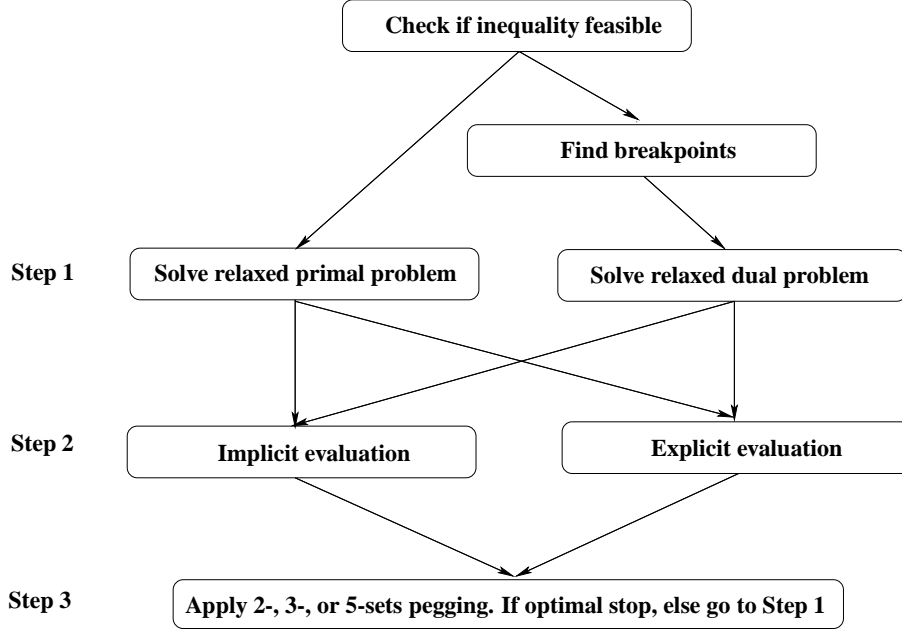 Check if inequality feasible
Find breakpoints
Step 1
Solve relaxed primal problem
Solve relaxed dual problem
Step 2
Implicit evaluation
Explicit evaluation
Step 3
Apply 2-, 3-, or 5-sets pegging. If optimal stop, else go to Step 1